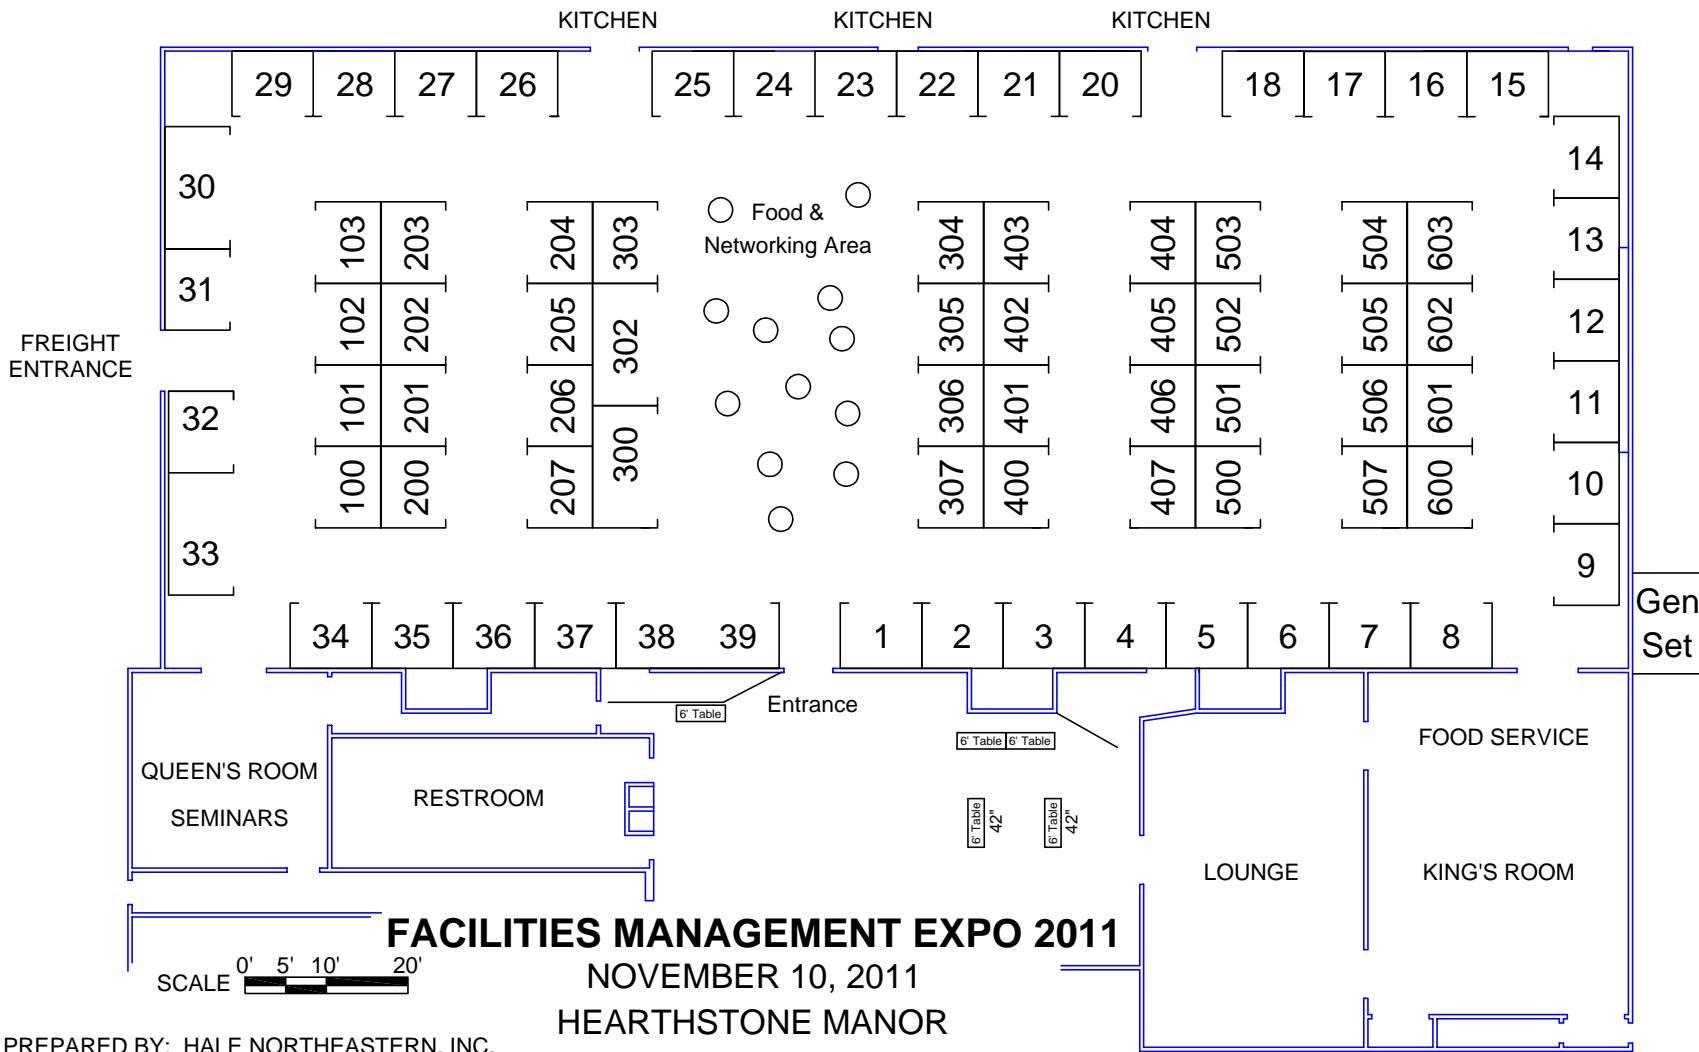 KITCHEN KITCHEN KITCHEN
29 28 27 26 25 24 23 22 21 20 18 17 16 15
14
30
103 203 204 303 304 403 404 503 504 603
Food &
Networking Area
13
31
102 202 205 302 305 402 405 502 505 602
12
FREIGHT
ENTRANCE
32
101 201 206 306 401 406 501 506 601
11
100 200 207 300 307 400 407 500 507 600
10
33
9
Gen
Set
34 35 36 37 38 39 1 2 3 4 5 6 7 8
6' Table
Entrance
6' Table 6' Table
FOOD SERVICE
QUEEN'S ROOM
SEMINARS
RESTROOM
6' Table 42" 6' Table 42"
LOUNGE
KING'S ROOM
FACILITIES MANAGEMENT EXPO 2011
NOVEMBER 10, 2011
HEARTHSTONE MANOR
0' 5' 10' 20'
SCALE
PREPARED BY: HALE NORTHEASTERN, INC.